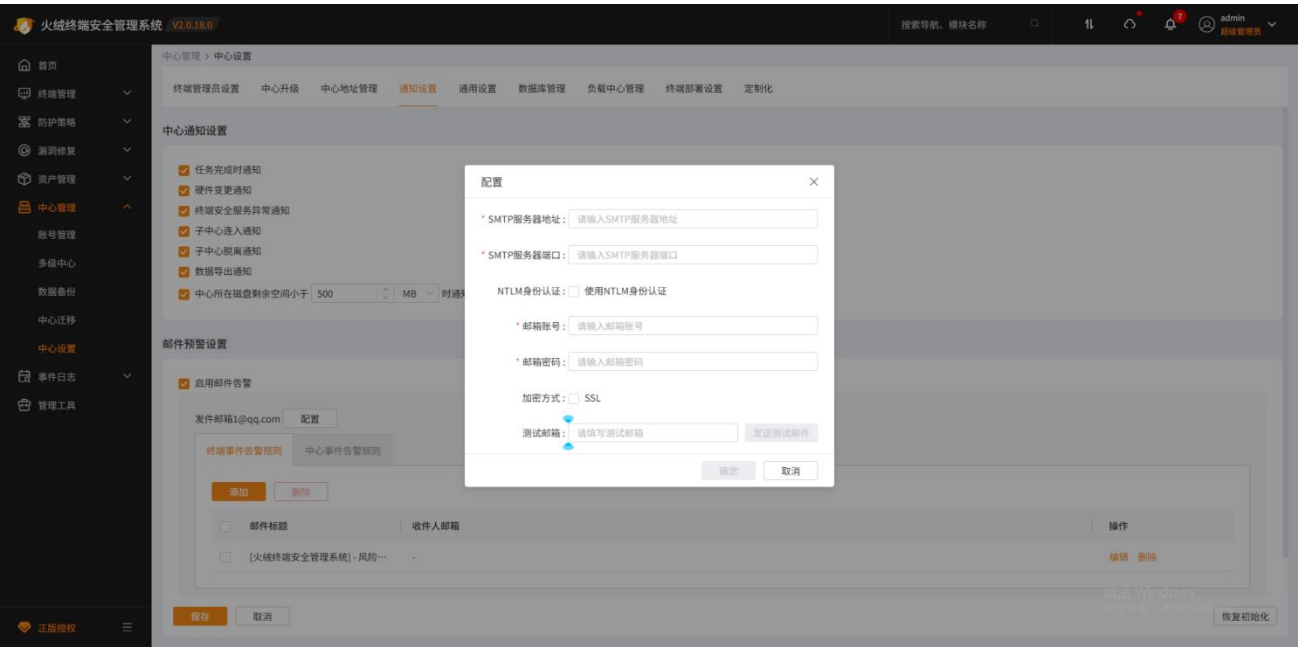 火绒终端安全管理系统 V2.0.18.0 搜索导航、模块名称 7 admin
超级管理员
中心管理 > 中心设置
首页
终端管理员设置 中心升级 中心地址管理 通知设置 通用设置 数据库管理 负载中心管理 终端部署设置 定制化
终端管理
防护策略
中心通知设置
漏洞修复
任务完成时通知
资产管理
硬件变更通知
中心管理
终端安全服务异常通知
账号管理
子中心连入通知
多级中心
子中心脱离通知
数据导出通知
数据备份
中心所在磁盘剩余空间小于 500 MB 时通
中心迁移
中心设置
邮件预警设置
事件日志
启用邮件告警
管理工具
发件邮箱1@qq.com 配置
终端事件告警规则 中心事件告警规则
添加 删除
邮件标题 收件人邮箱 操作
[火绒终端安全管理系统] - 风险… - 编辑 删除
保存 取消 恢复初始化
正版授权
配置
* SMTP服务器地址: 请输入SMTP服务器地址
* SMTP服务器端口: 请输入SMTP服务器端口
NTLM身份认证: 使用NTLM身份认证
* 邮箱账号: 请输入邮箱账号
* 邮箱密码: 请输入邮箱密码
加密方式: SSL
测试邮箱: 请填写测试邮箱 发送测试邮件
确定 取消
激活 Windows